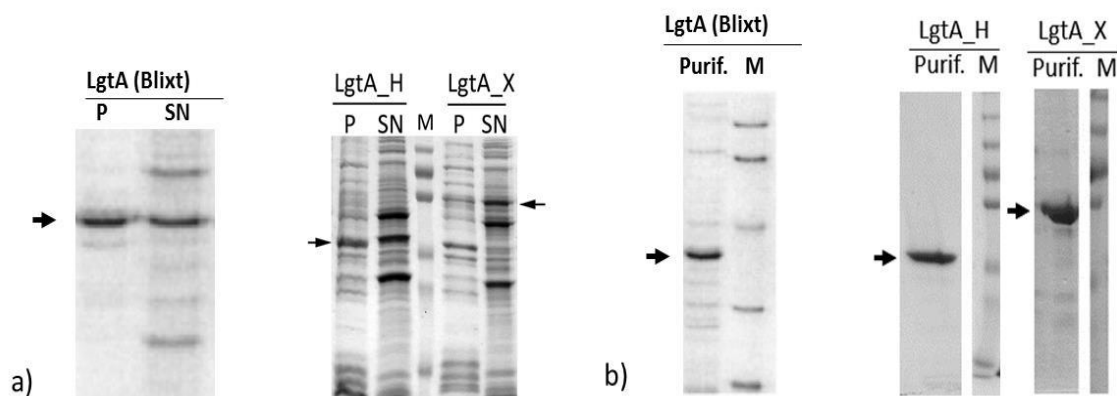 LgtA (Blixt)
P SN
LgtA_H LgtA_X
P SN M P SN
a)
LgtA (Blixt)
Purif. M
LgtA_H LgtA_X
Purif. M Purif. M
b)